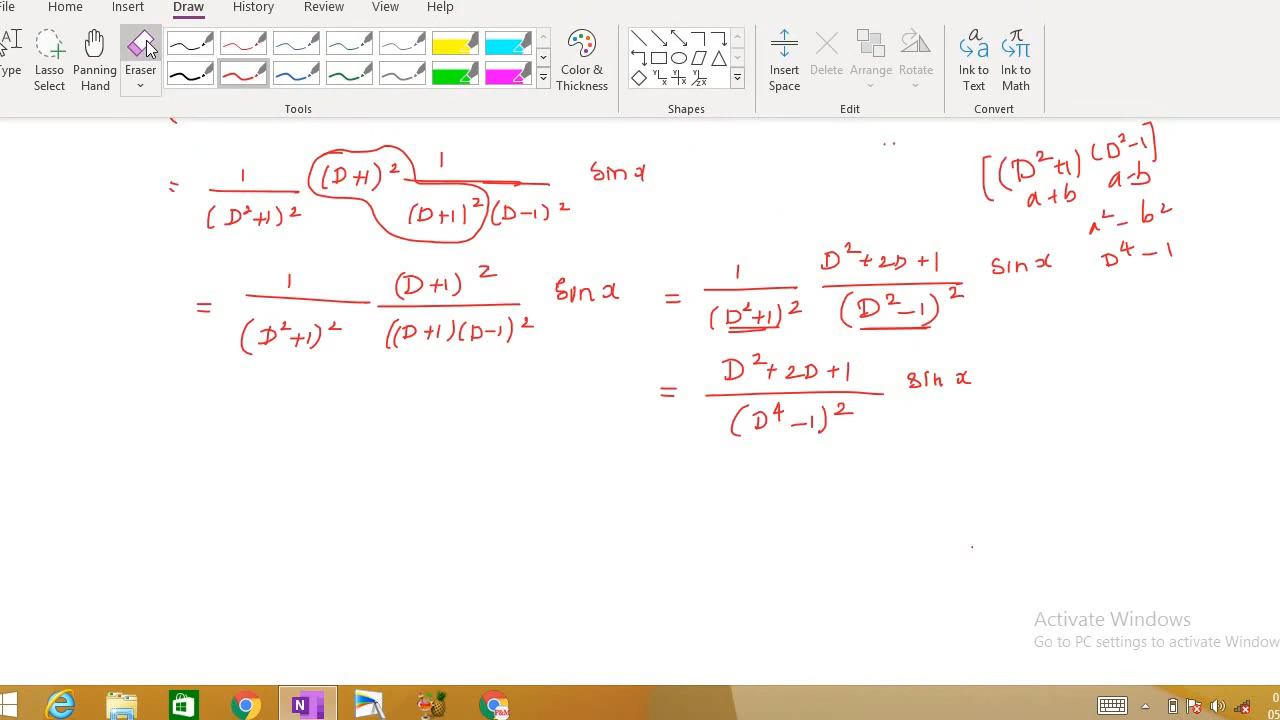 File Home Insert Draw History Review View Help
Type Lasso Select Panning Hand Eraser Color & Thickness Insert Space Delete Arrange Rotate Ink to Text Ink to Math
Tools Shapes Edit Convert
[(D²+1) (D²-1]
a+b a-b
a² - b²
D⁴ - 1
= 1/(D²+1)² (D+1)² 1/((D+1)² (D-1)²) sin x
= 1/(D²+1)² (D+1)²/((D+1)(D-1)² sin x
= 1/(D²+1)² (D²+2D+1)/(D²-1)² sin x
= (D²+2D+1)/(D⁴-1)² sin x
Activate Windows
Go to PC settings to activate Window